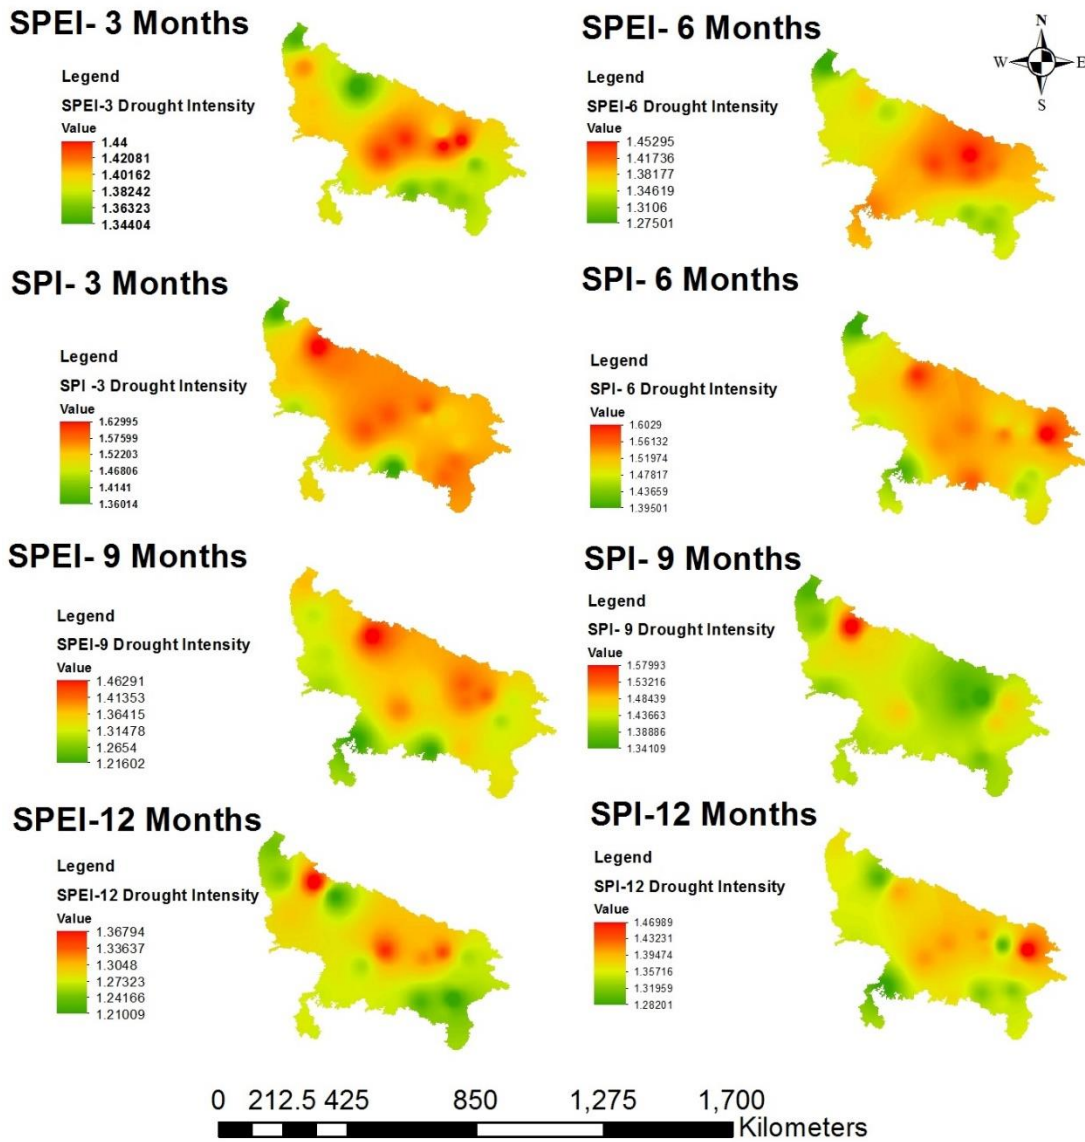 SPEI- 3 Months
Legend
SPEI-3 Drought Intensity
Value
1.44
1.42081
1.40162
1.38242
1.36323
1.34404
SPEI- 6 Months
Legend
SPEI-6 Drought Intensity
Value
1.45295
1.41736
1.38177
1.34619
1.3106
1.27501
N
W
E
S
SPI- 3 Months
Legend
SPI -3 Drought Intensity
Value
1.62995
1.57599
1.52203
1.46806
1.4141
1.36014
SPI- 6 Months
Legend
SPI- 6 Drought Intensity
Value
1.6029
1.56132
1.51974
1.47817
1.43659
1.39501
SPEI- 9 Months
Legend
SPEI-9 Drought Intensity
Value
1.46291
1.41353
1.36415
1.31478
1.2654
1.21602
SPI- 9 Months
Legend
SPI- 9 Drought Intensity
Value
1.57993
1.53216
1.48439
1.43663
1.38886
1.34109
SPEI-12 Months
Legend
SPEI-12 Drought Intensity
Value
1.36794
1.33637
1.3048
1.27323
1.24166
1.21009
SPI-12 Months
Legend
SPI-12 Drought Intensity
Value
1.46989
1.43231
1.39474
1.35716
1.31959
1.28201
0 212.5 425 850 1,275 1,700
Kilometers